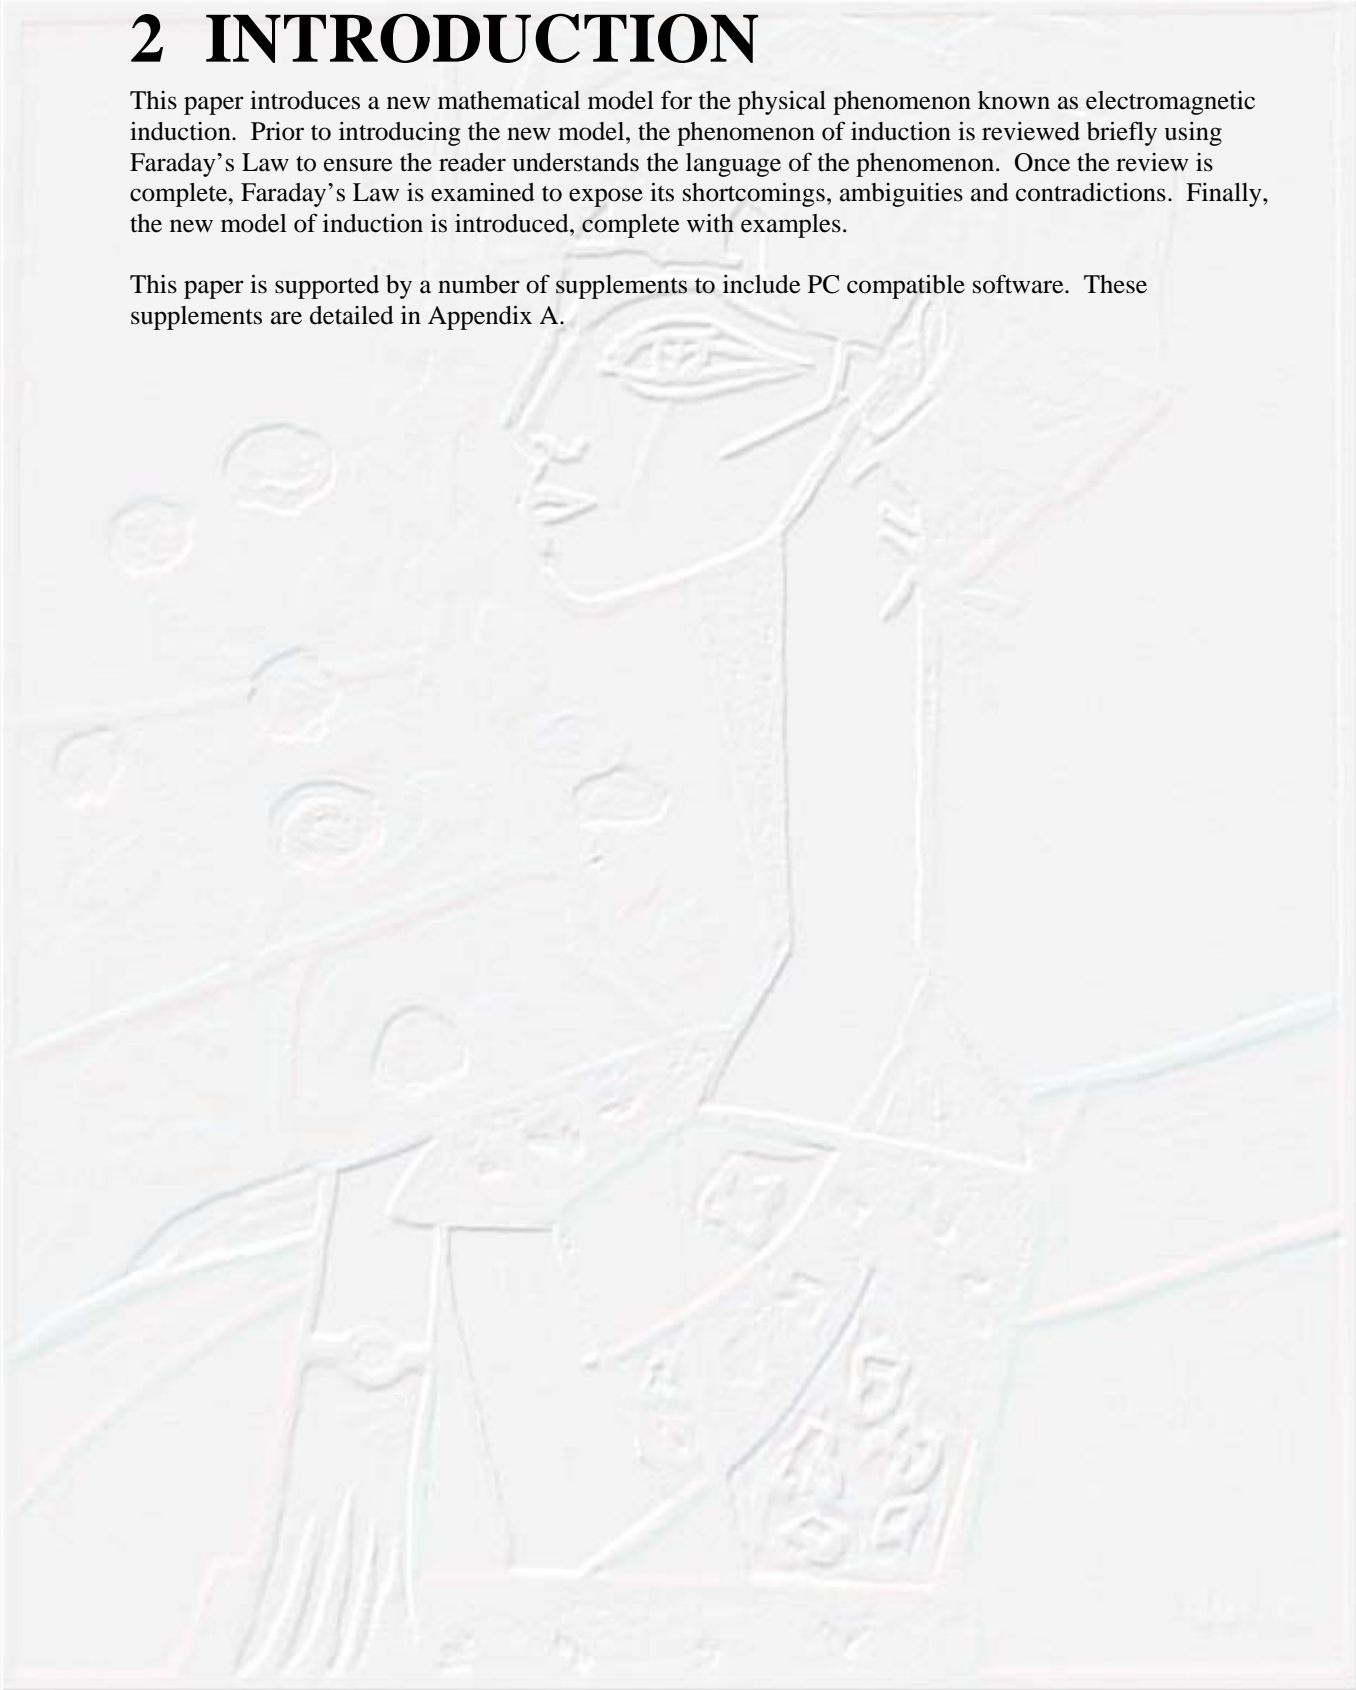 2 INTRODUCTION
This paper introduces a new mathematical model for the physical phenomenon known as electromagnetic
induction.  Prior to introducing the new model, the phenomenon of induction is reviewed briefly using
Faraday’s Law to ensure the reader understands the language of the phenomenon.  Once the review is
complete, Faraday’s Law is examined to expose its shortcomings, ambiguities and contradictions.  Finally,
the new model of induction is introduced, complete with examples.
This paper is supported by a number of supplements to include PC compatible software.  These
supplements are detailed in Appendix A.